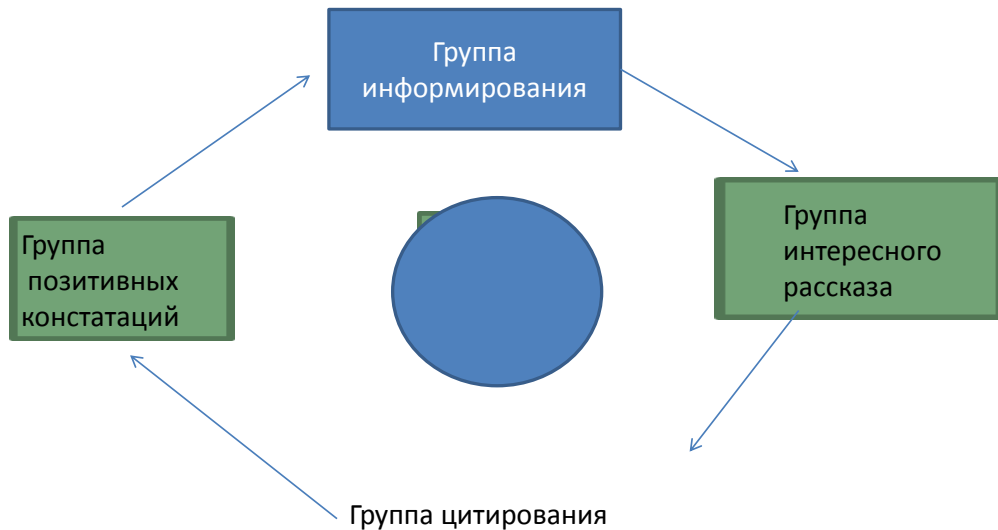 Группа
информирования
Группа
интересного
рассказа
Группа
позитивных
констатаций
Группа цитирования